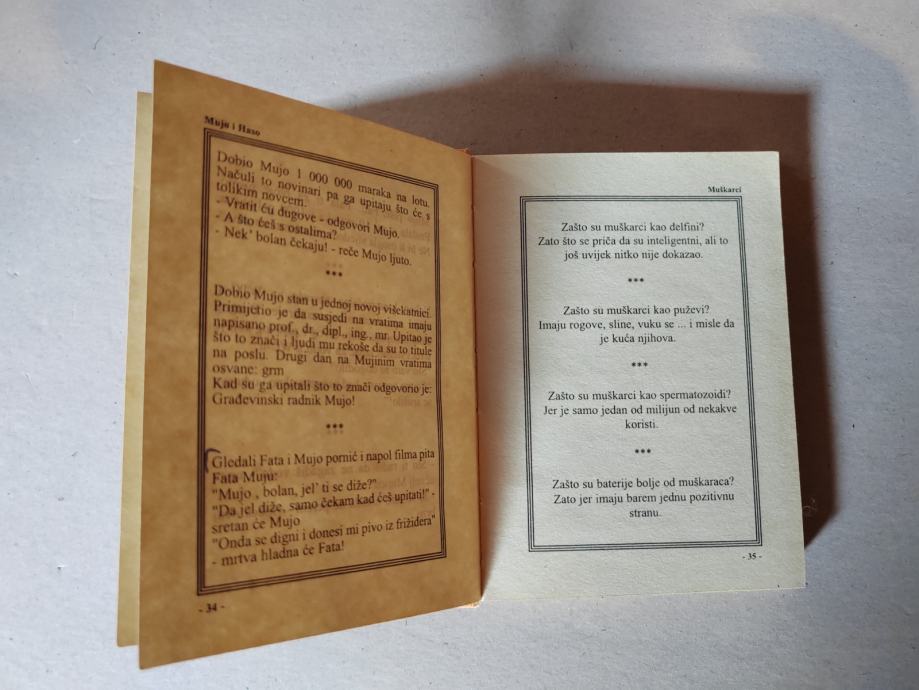 Mujo i Haso
Dobio Mujo 1 000 000 maraka na lotu.
Načuli to novinari pa ga upitaju što će s
tolikim novcem.
- Vratit ću dugove - odgovori Mujo.
- A što ćeš s ostalima?
- Nek' bolan čekaju! - reče Mujo ljuto.
***
Dobio Mujo stan u jednoj novoj višekatnici.
Primijetio je da susjedi na vratima imaju
napisano prof., dr., dipl., ing., mr. Upitao je
što to znači i ljudi mu rekoše da su to titule
na poslu. Drugi dan na Mujinim vratima
osvane: grm
Kad su ga upitali što to znači odgovorio je:
Građevinski radnik Mujo!
***
Gledali Fata i Mujo pornić i napol filma pita
Fata Muju:
"Mujo , bolan, jel' ti se diže?"
"Da jel diže, samo čekam kad ćeš upitati!" -
sretan će Mujo
"Onda se digni i donesi mi pivo iz frižidera"
- mrtva hladna će Fata!
- 34 -
Muškarci
Zašto su muškarci kao delfini?
Zato što se priča da su inteligentni, ali to
još uvijek nitko nije dokazao.
***
Zašto su muškarci kao puževi?
Imaju rogove, sline, vuku se ... i misle da
je kuća njihova.
***
Zašto su muškarci kao spermatozoidi?
Jer je samo jedan od milijun od nekakve
koristi.
***
Zašto su baterije bolje od muškaraca?
Zato jer imaju barem jednu pozitivnu
stranu.
- 35 -